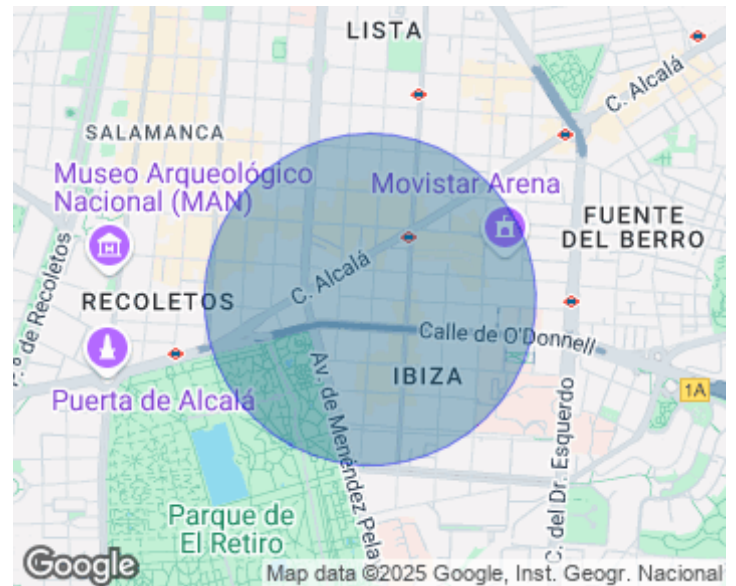 LISTA
C. Alcalá
SALAMANCA
Museo Arqueológico
Nacional (MAN)
Movistar Arena
FUENTE
DEL BERRO
P.º de Recoletos
RECOLETOS
C. Alcalá
Calle de O'Donnell
IBIZA
Puerta de Alcalá
1A
Av. de Menéndez Pela
C. del Dr. Esquerdo
Parque de
El Retiro
Google
Map data ©2025 Google, Inst. Geogr. Nacional